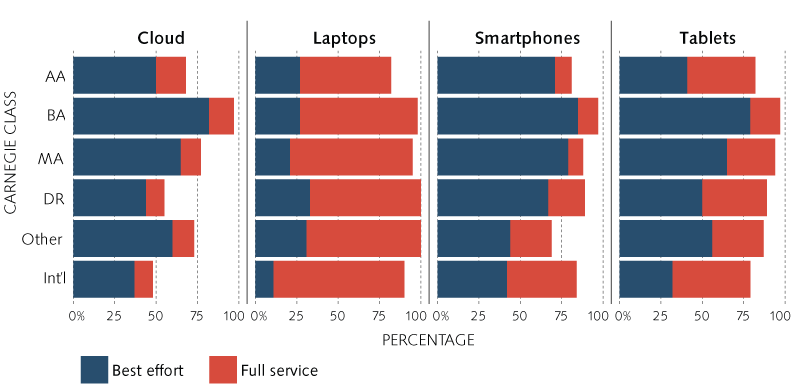 Cloud Laptops Smartphones Tablets
CARNEGIE CLASS
AA
BA
MA
DR
Other
Int'l
0% 25 50 75 100 0% 25 50 75 100 0% 25 50 75 100 0% 25 50 75 100
PERCENTAGE
Best effort Full service